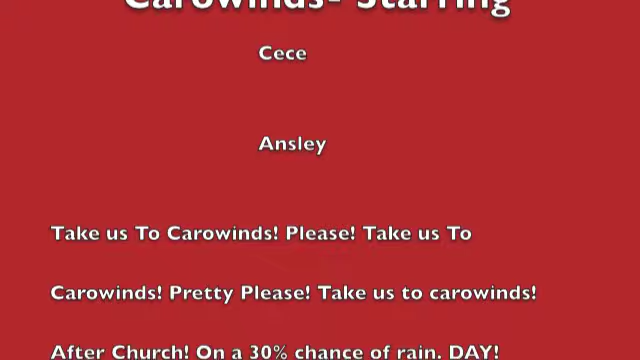 Carowinds- Starring
Cece
Ansley
Take us To Carowinds! Please! Take us To
Carowinds! Pretty Please! Take us to carowinds!
After Church! On a 30% chance of rain. DAY!